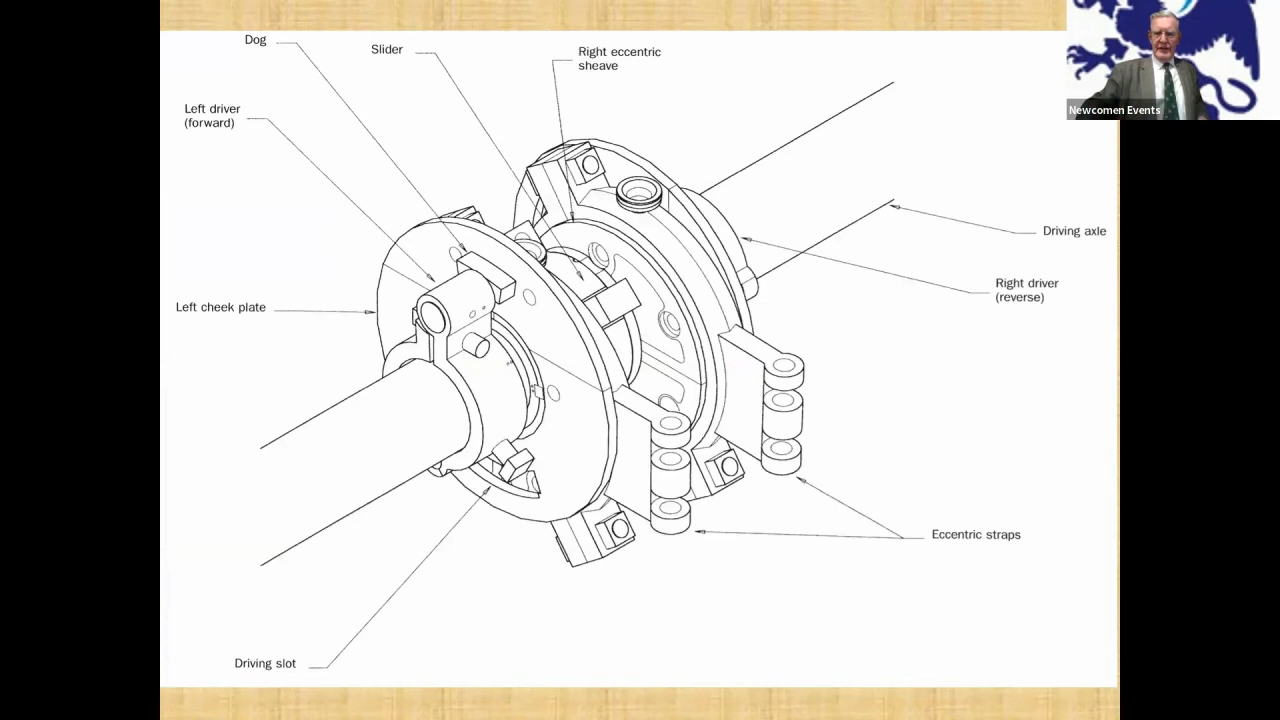 Dog
Slider
Right eccentric
sheave
Left driver
(forward)
Newcomen Events
Driving axle
Right driver
(reverse)
Left cheek plate
Eccentric straps
Driving slot